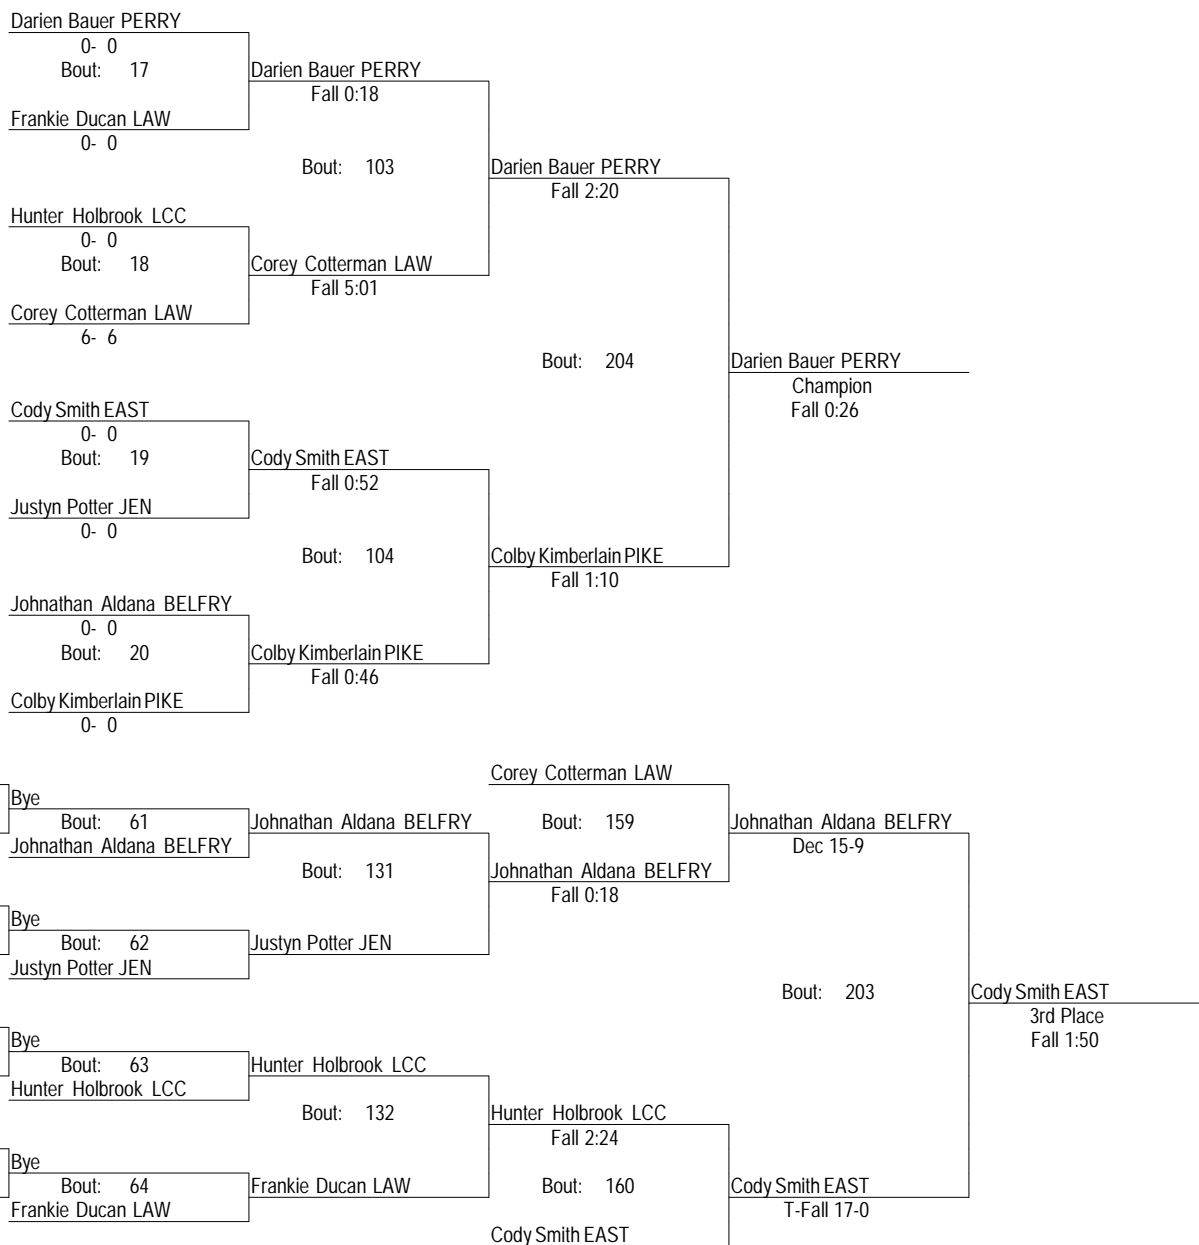 Darien Bauer PERRY
0- 0
Bout: 17
Darien Bauer PERRY
Fall 0:18
Frankie Ducan LAW
0- 0
Bout: 103
Darien Bauer PERRY
Fall 2:20
Hunter Holbrook LCC
0- 0
Bout: 18
Corey Cotterman LAW
Fall 5:01
Corey Cotterman LAW
6- 6
Bout: 204
Darien Bauer PERRY
Champion
Fall 0:26
Cody Smith EAST
0- 0
Bout: 19
Cody Smith EAST
Fall 0:52
Justyn Potter JEN
0- 0
Bout: 104
Colby Kimberlain PIKE
Fall 1:10
Johnathan Aldana BELFRY
0- 0
Bout: 20
Colby Kimberlain PIKE
Fall 0:46
Colby Kimberlain PIKE
0- 0
Corey Cotterman LAW
Bye
Bout: 61
Johnathan Aldana BELFRY
Bout: 159
Johnathan Aldana BELFRY
Dec 15-9
Johnathan Aldana BELFRY
Bout: 131
Johnathan Aldana BELFRY
Fall 0:18
Bye
Bout: 62
Justyn Potter JEN
Justyn Potter JEN
Bout: 203
Cody Smith EAST
3rd Place
Fall 1:50
Bye
Bout: 63
Hunter Holbrook LCC
Hunter Holbrook LCC
Bout: 132
Hunter Holbrook LCC
Fall 2:24
Bye
Bout: 64
Frankie Ducan LAW
Bout: 160
Cody Smith EAST
T-Fall 17-0
Frankie Ducan LAW
Cody Smith EAST